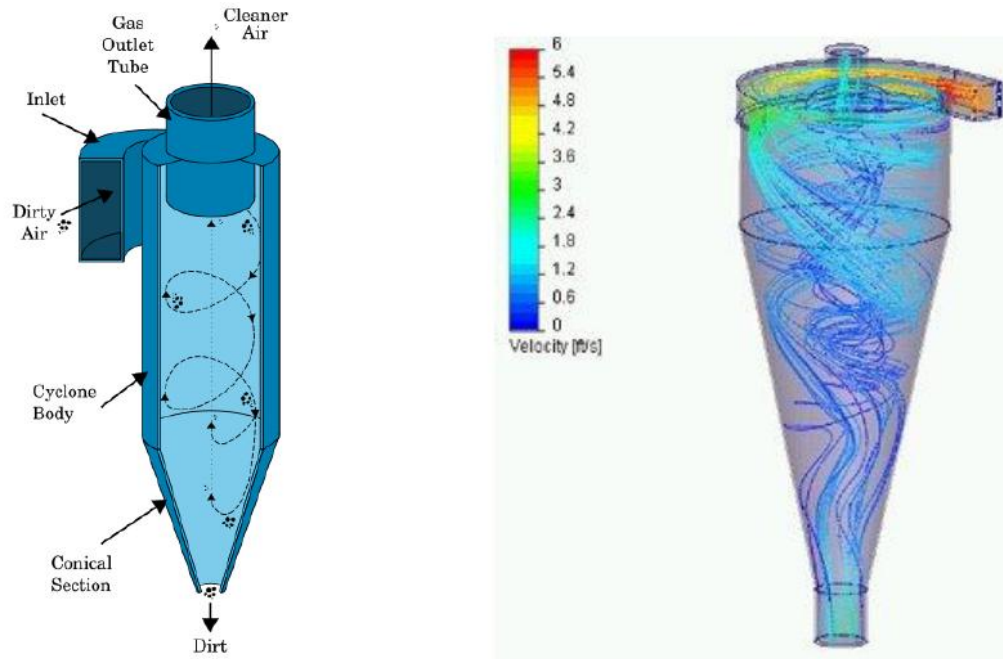 Gas
Outlet
Tube
Cleaner
Air
Inlet
Dirty
Air
Cyclone
Body
Conical
Section
Dirt
6
5.4
4.8
4.2
3.6
3
2.4
1.8
1.2
0.6
0
Velocity [ft/s]